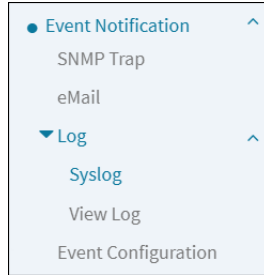 Event Notification
SNMP Trap
eMail
Log
Syslog
View Log
Event Configuration